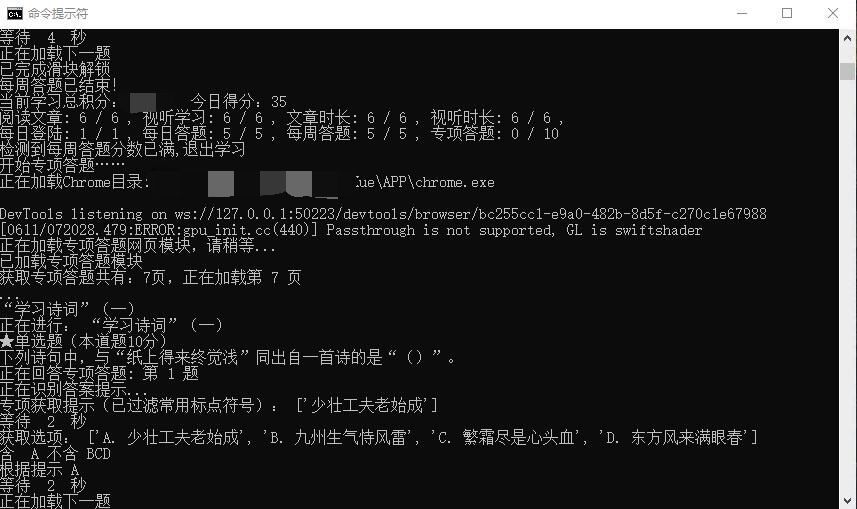 命令提示符
等待  4  秒
正在加载下一题
已完成滑块解锁
每周答题已结束!
当前学习总积分: 今日得分: 35
阅读文章: 6 / 6 , 视听学习: 6 / 6 , 文章时长: 6 / 6 , 视听时长: 6 / 6 ,
每日登陆: 1 / 1 , 每日答题: 5 / 5 , 每周答题: 5 / 5 , 专项答题: 0 / 10
检测到每周答题分数已满,退出学习
开始专项答题……
正在加载Chrome目录: ue\APP\chrome.exe
DevTools listening on ws://127.0.0.1:50223/devtools/browser/bc255cc1-e9a0-482b-8d5f-c270c1e67988
[0611/072028.479:ERROR:gpu_init.cc(440)] Passthrough is not supported, GL is swiftshader
正在加载专项答题网页模块，请稍等...
已加载专项答题模块
获取专项答题共有: 7页, 正在加载第 7 页
...
“学习诗词”（一）
正在进行： “学习诗词”（一）
★单选题（本道题10分）
下列诗句中，与“纸上得来终觉浅”同出自一首诗的是“（）”。
正在回答专项答题: 第 1 题
正在识别答案提示...
专项获取提示（已过滤常用标点符号）： ['少壮工夫老始成']
等待  2  秒
获取选项： ['A. 少壮工夫老始成', 'B. 九州生气恃风雷', 'C. 繁霜尽是心头血', 'D. 东方风来满眼春']
含  A 不含 BCD
根据提示 A
等待  2  秒
正在加载下一题